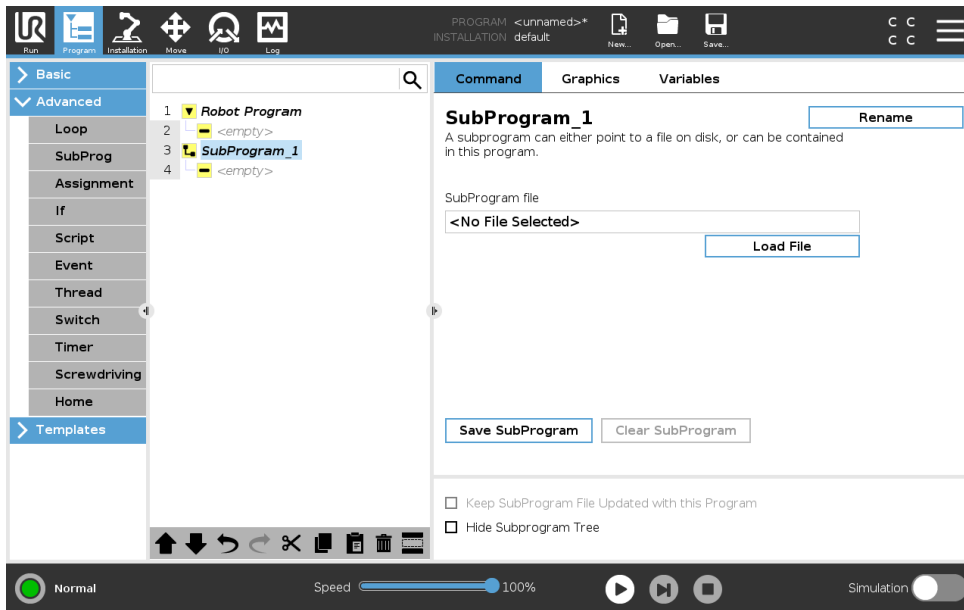 UR
Run
Program
Installation
Move
I/O
Log
PROGRAM <unnamed>*
INSTALLATION default
New...
Open...
Save...
C C
C C
Basic
Advanced
Loop
SubProg
Assignment
If
Script
Event
Thread
Switch
Timer
Screwdriving
Home
Templates
1 Robot Program
2 <empty>
3 SubProgram_1
4 <empty>
Command Graphics Variables
SubProgram_1
Rename
A subprogram can either point to a file on disk, or can be contained
in this program.
SubProgram file
<No File Selected>
Load File
Save SubProgram
Clear SubProgram
Keep SubProgram File Updated with this Program
Hide Subprogram Tree
Normal
Speed 100%
Simulation